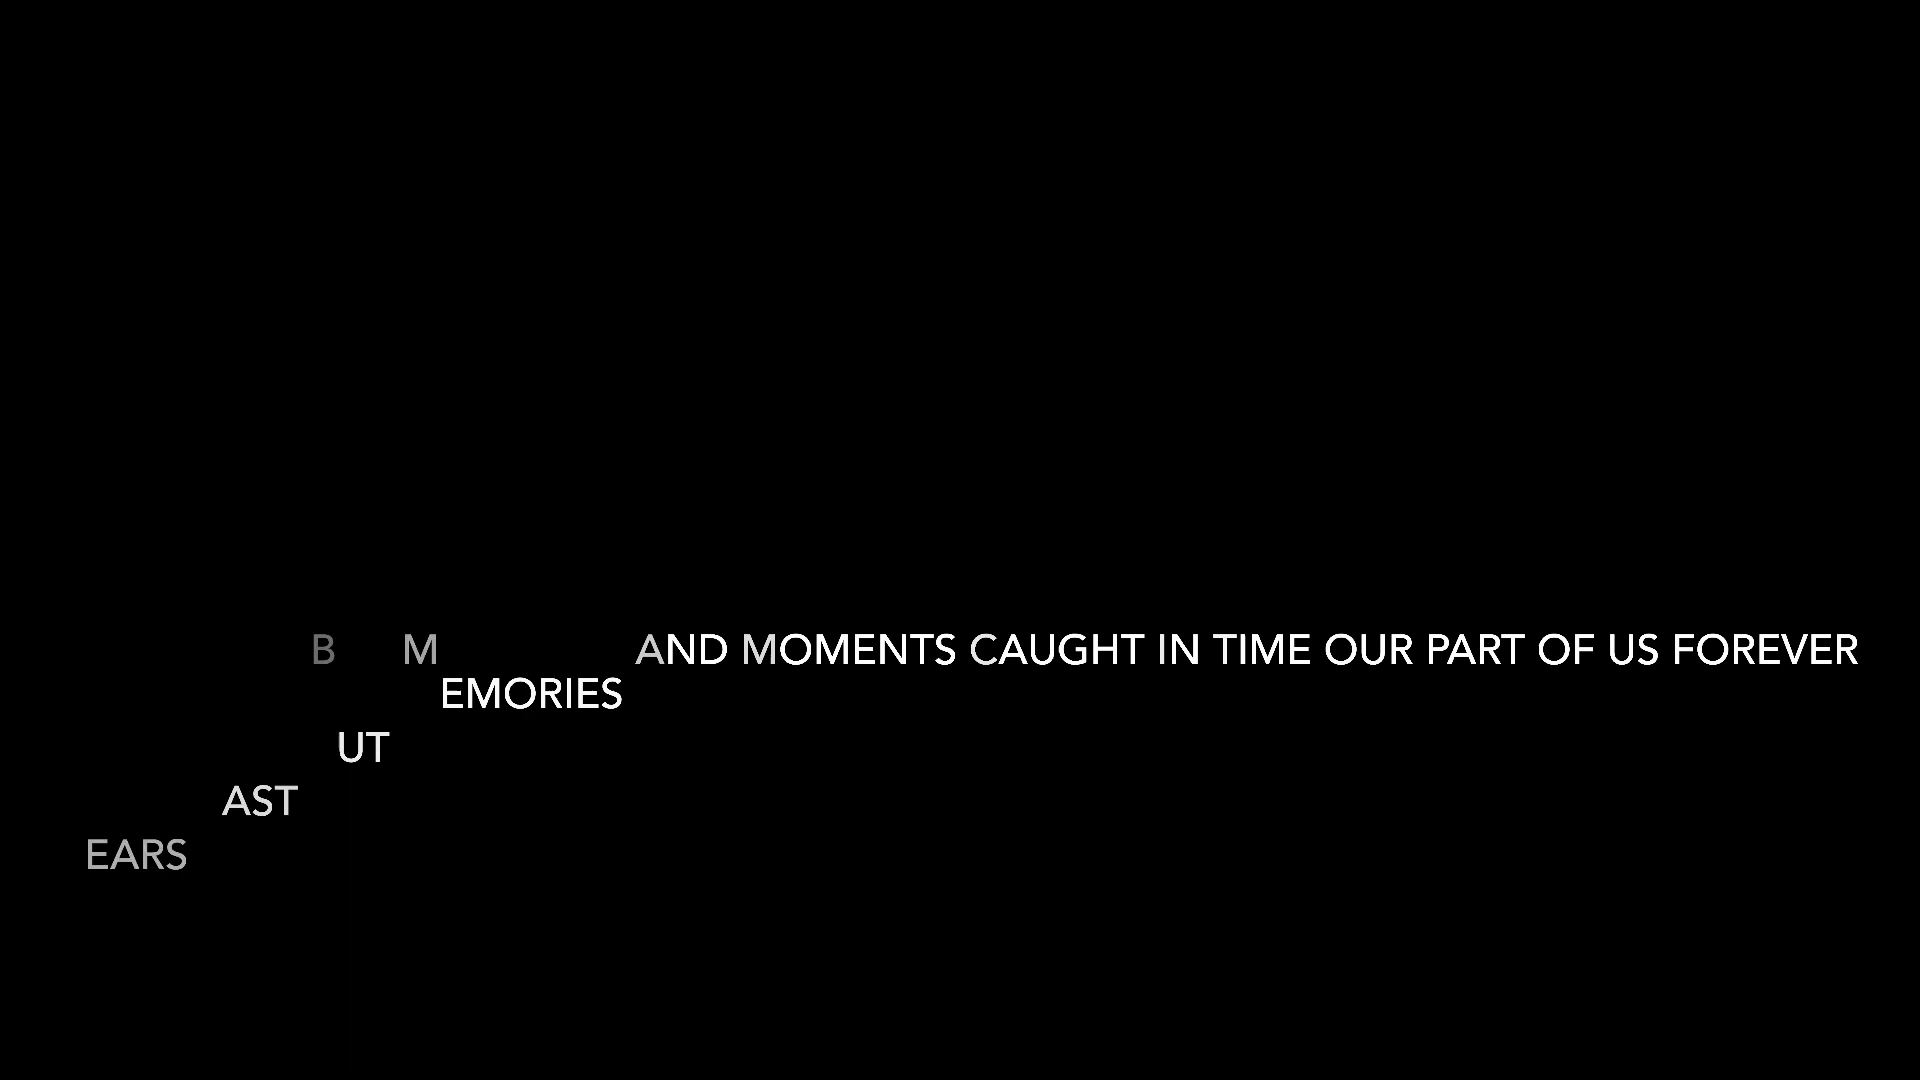 B M AND MOMENTS CAUGHT IN TIME OUR PART OF US FOREVER
EMORIES
UT
AST
EARS